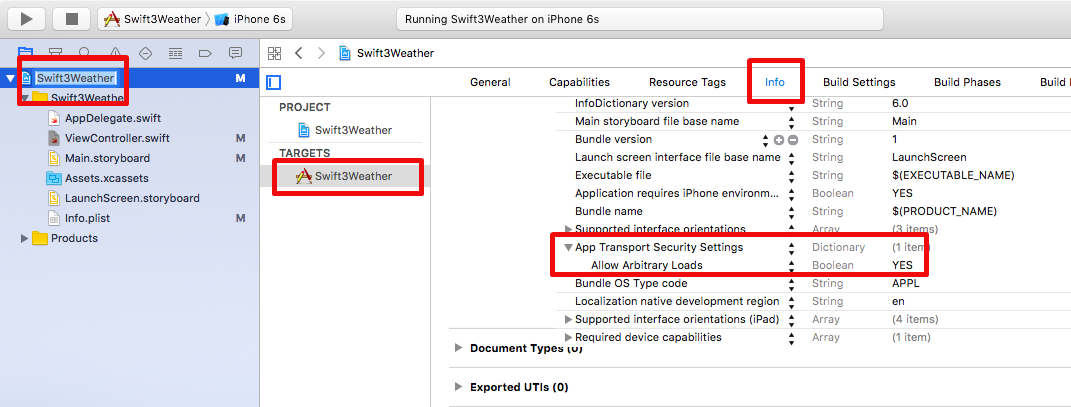 Swift3Weather iPhone 6s Running Swift3Weather on iPhone 6s
Swift3Weather
Swift3Weather M
Swift3Weather
AppDelegate.swift
ViewController.swift M
Main.storyboard M
Assets.xcassets
LaunchScreen.storyboard
Info.plist M
Products
General Capabilities Resource Tags Info Build Settings Build Phases
PROJECT
Swift3Weather
TARGETS
Swift3Weather
InfoDictionary version String 6.0
Main storyboard file base name String Main
Bundle version String 1
Launch screen interface file base name String LaunchScreen
Executable file String $(EXECUTABLE_NAME)
Application requires iPhone environm... Boolean YES
Bundle name String $(PRODUCT_NAME)
Supported interface orientations Array (3 items)
App Transport Security Settings Dictionary (1 item)
Allow Arbitrary Loads Boolean YES
Bundle OS Type code String APPL
Localization native development region String en
Supported interface orientations (iPad) Array (4 items)
Required device capabilities Array (1 item)
Document Types (0)
Exported UTIs (0)